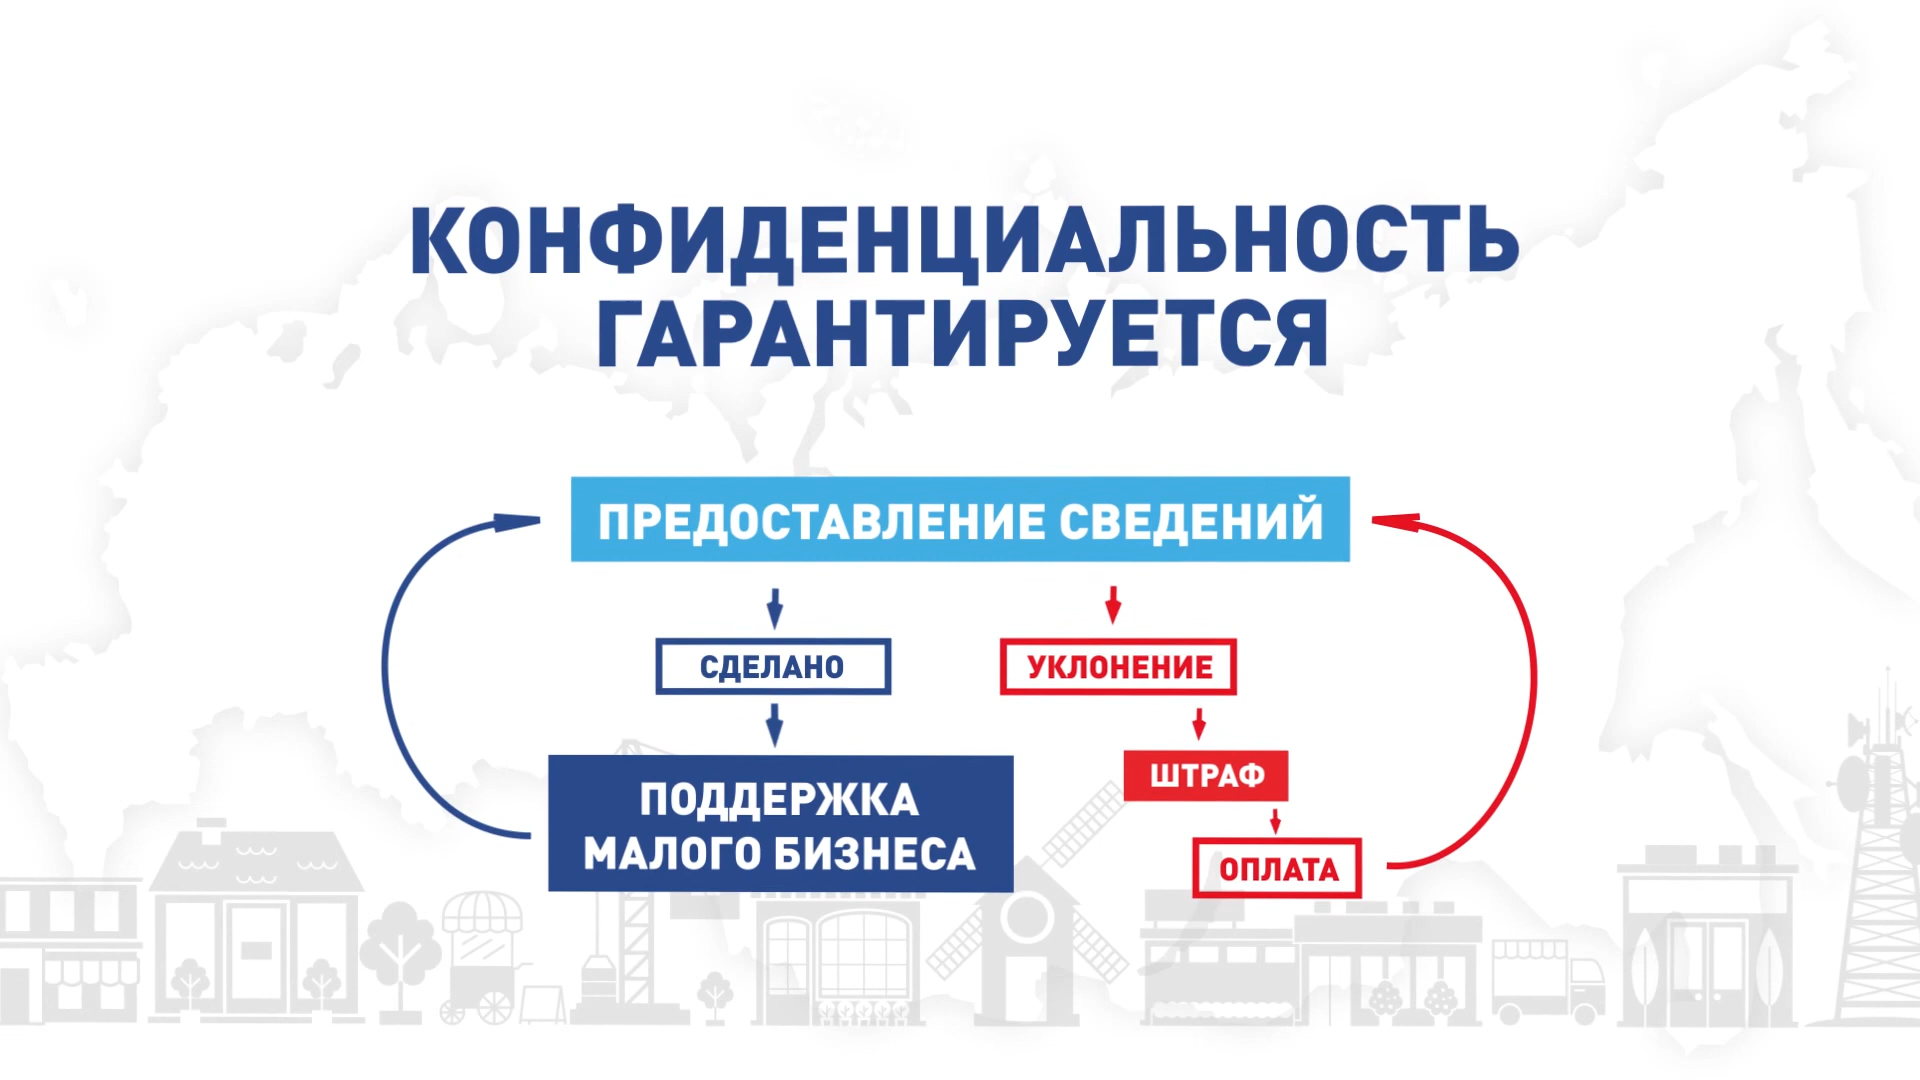 КОНФИДЕНЦИАЛЬНОСТЬ
ГАРАНТИРУЕТСЯ
ПРЕДОСТАВЛЕНИЕ СВЕДЕНИЙ
СДЕЛАНО
УКЛОНЕНИЕ
ПОДДЕРЖКА
МАЛОГО БИЗНЕСА
ШТРАФ
ОПЛАТА